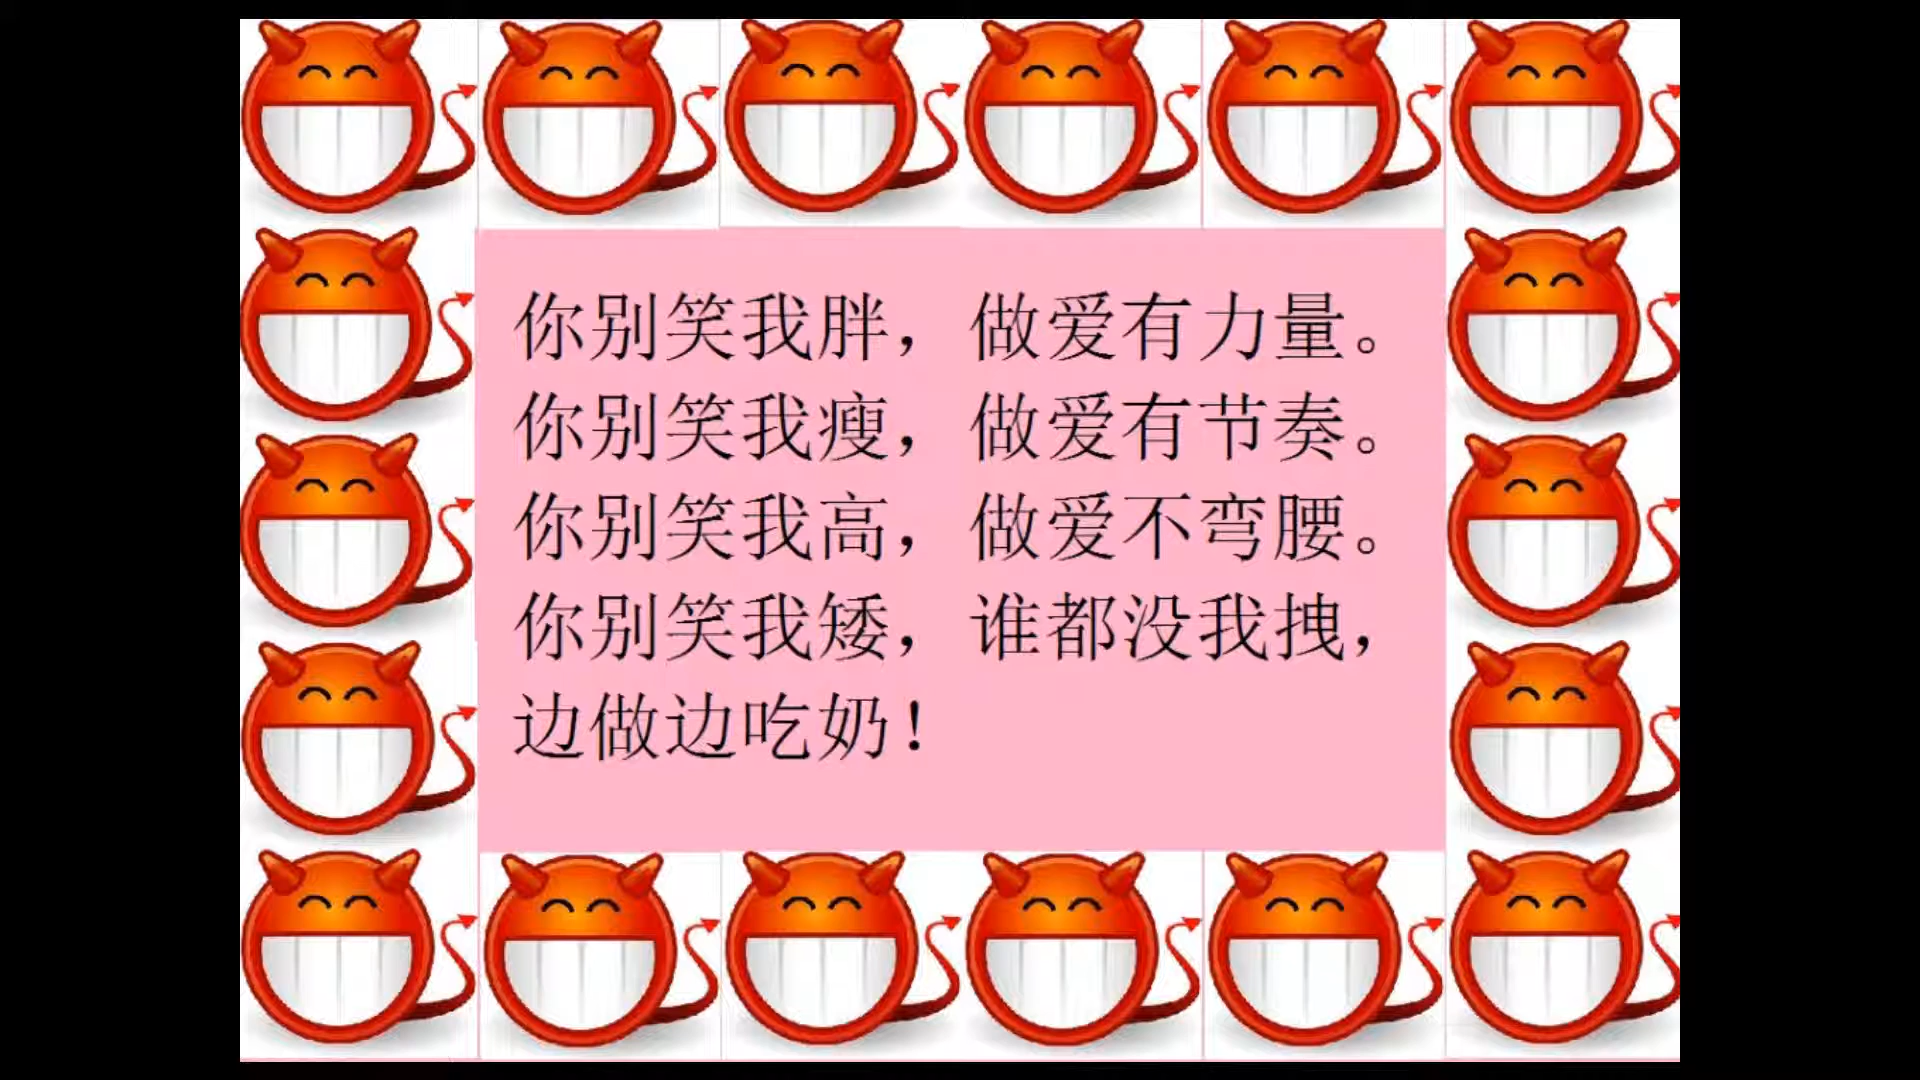 你别笑我胖，做爱有力量。
你别笑我瘦，做爱有节奏。
你别笑我高，做爱不弯腰。
你别笑我矮，谁都没我拽，
边做边吃奶！